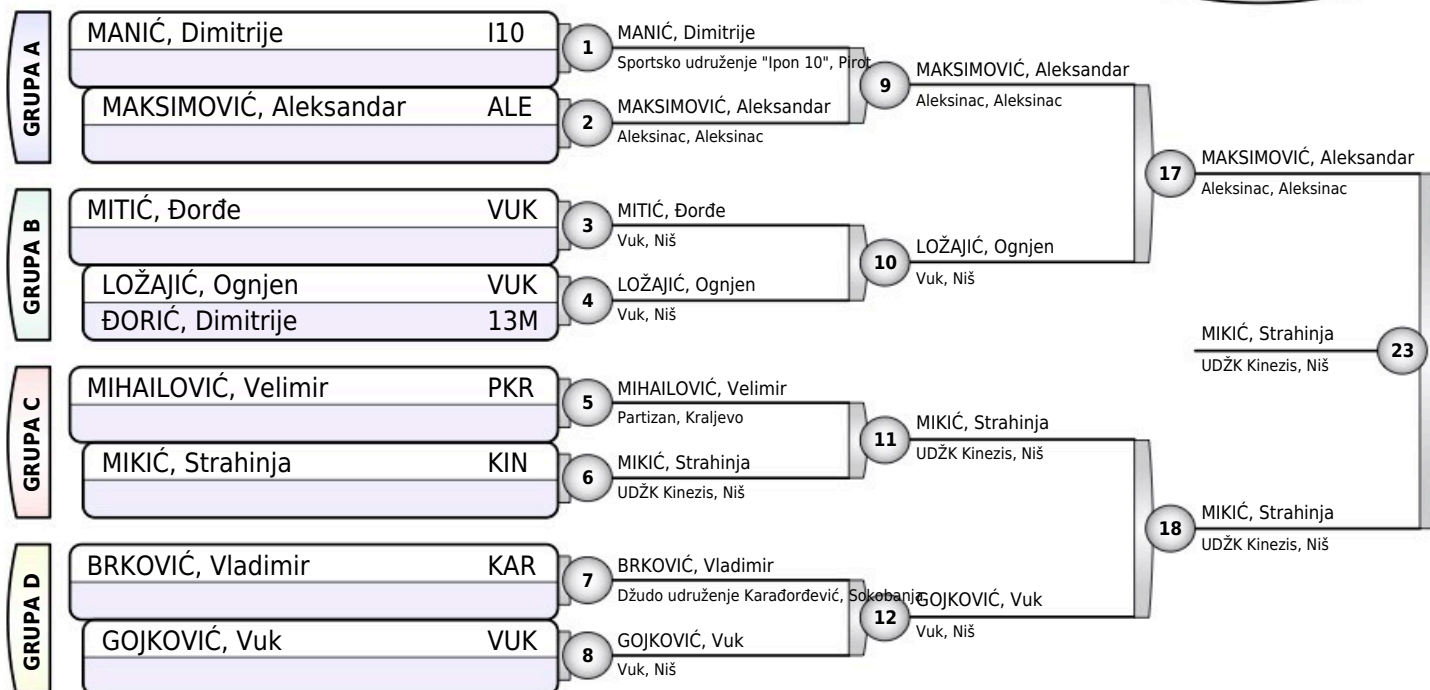 GRUPA A
MANIĆ, Dimitrije I10
MAKSIMOVIĆ, Aleksandar ALE
GRUPA B
MITIĆ, Đorđe VUK
LOŽAJIĆ, Ognjen VUK
ĐORIĆ, Dimitrije 13M
GRUPA C
MIHAILOVIĆ, Velimir PKR
MIKIĆ, Strahinja KIN
GRUPA D
BRKOVIĆ, Vladimir KAR
GOJKOVIĆ, Vuk VUK
1
MANIĆ, Dimitrije
Sportsko udruženje "Ipon 10", Pirot
2
MAKSIMOVIĆ, Aleksandar
Aleksinac, Aleksinac
3
MITIĆ, Đorđe
Vuk, Niš
4
LOŽAJIĆ, Ognjen
Vuk, Niš
5
MIHAILOVIĆ, Velimir
Partizan, Kraljevo
6
MIKIĆ, Strahinja
UDŽK Kinezis, Niš
7
BRKOVIĆ, Vladimir
Džudo udruženje Karađorđević, Sokobanja
8
GOJKOVIĆ, Vuk
Vuk, Niš
9
MAKSIMOVIĆ, Aleksandar
Aleksinac, Aleksinac
10
LOŽAJIĆ, Ognjen
Vuk, Niš
11
MIKIĆ, Strahinja
UDŽK Kinezis, Niš
12
GOJKOVIĆ, Vuk
Vuk, Niš
17
MAKSIMOVIĆ, Aleksandar
Aleksinac, Aleksinac
18
MIKIĆ, Strahinja
UDŽK Kinezis, Niš
MIKIĆ, Strahinja
UDŽK Kinezis, Niš
23